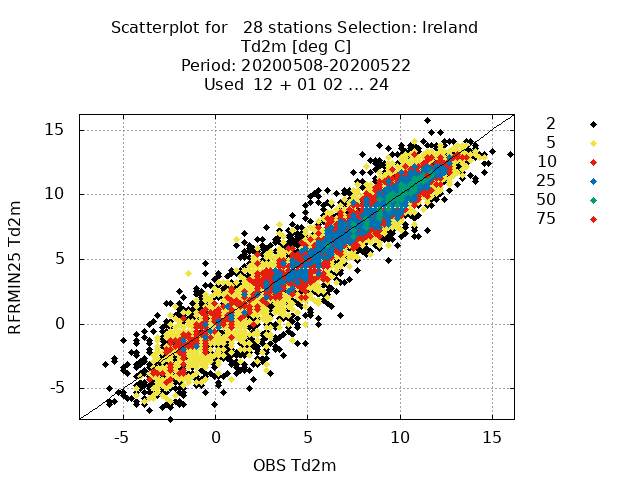 Scatterplot for   28 stations Selection: Ireland
Td2m [deg C]
Period: 20200508-20200522
Used  12 + 01 02 ... 24
2
5
10
25
50
75
15
10
5
0
-5
RFRMIN25 Td2m
-5 0 5 10 15
OBS Td2m